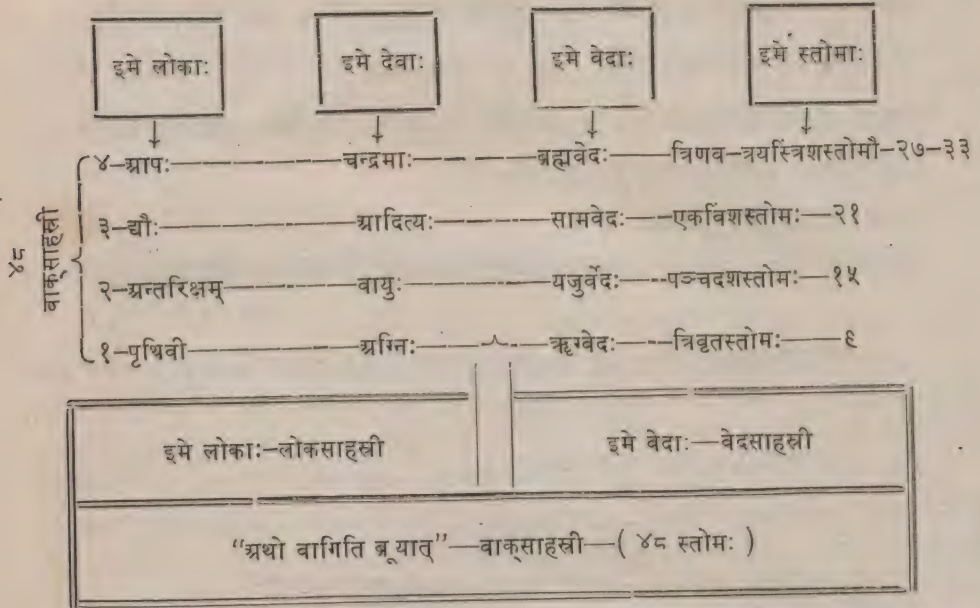 इमे लोकाः इमे देवाः इमे वेदाः इमे स्तोमाः
४८ वाक्साहस्री
४-आपः——चन्द्रमाः——ब्रह्मवेदः——त्रिणव-त्रयस्त्रिंशस्तोमौ-२७-३३
३-द्यौः——आदित्यः——सामवेदः——एकविंशस्तोमः-२१
२-अन्तरिक्षम्——वायुः——यजुर्वेदः——पञ्चदशस्तोमः-१५
१-पृथिवी——अग्निः——ऋग्वेदः——त्रिवृतस्तोमः——९
इमे लोकाः-लोकसाहस्री इमे वेदाः—वेदसाहस्री
"अथो वागिति ब्रूयात्"—वाक्साहस्री—( ४८ स्तोमः )